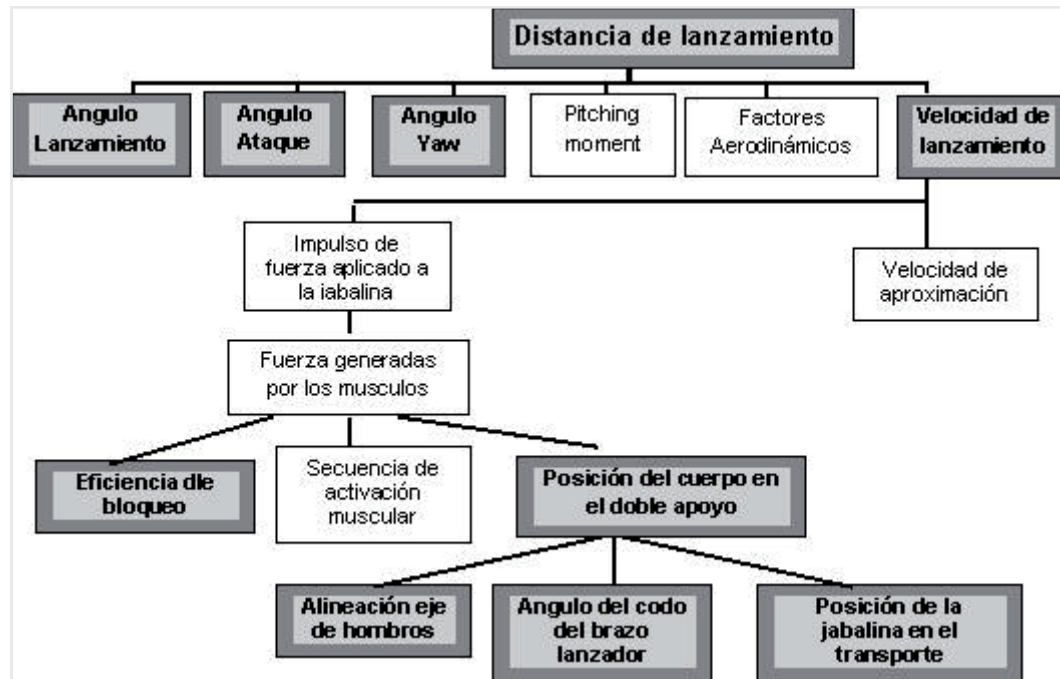 Distancia de lanzamiento
Angulo
Lanzamiento
Angulo
Ataque
Angulo
Yaw
Pitching
moment
Factores
Aerodinámicos
Velocidad de
lanzamiento
Impulso de
fuerza aplicado a
la iabalina
Velocidad de
aproximación
Fuerza generadas
por los musculos
Eficiencia dle
bloqueo
Secuencia de
activación
muscular
Posición del cuerpo en
el doble apoyo
Alineación eje
de hombros
Angulo del codo
del brazo
lanzador
Posición de la
jabalina en el
transporte